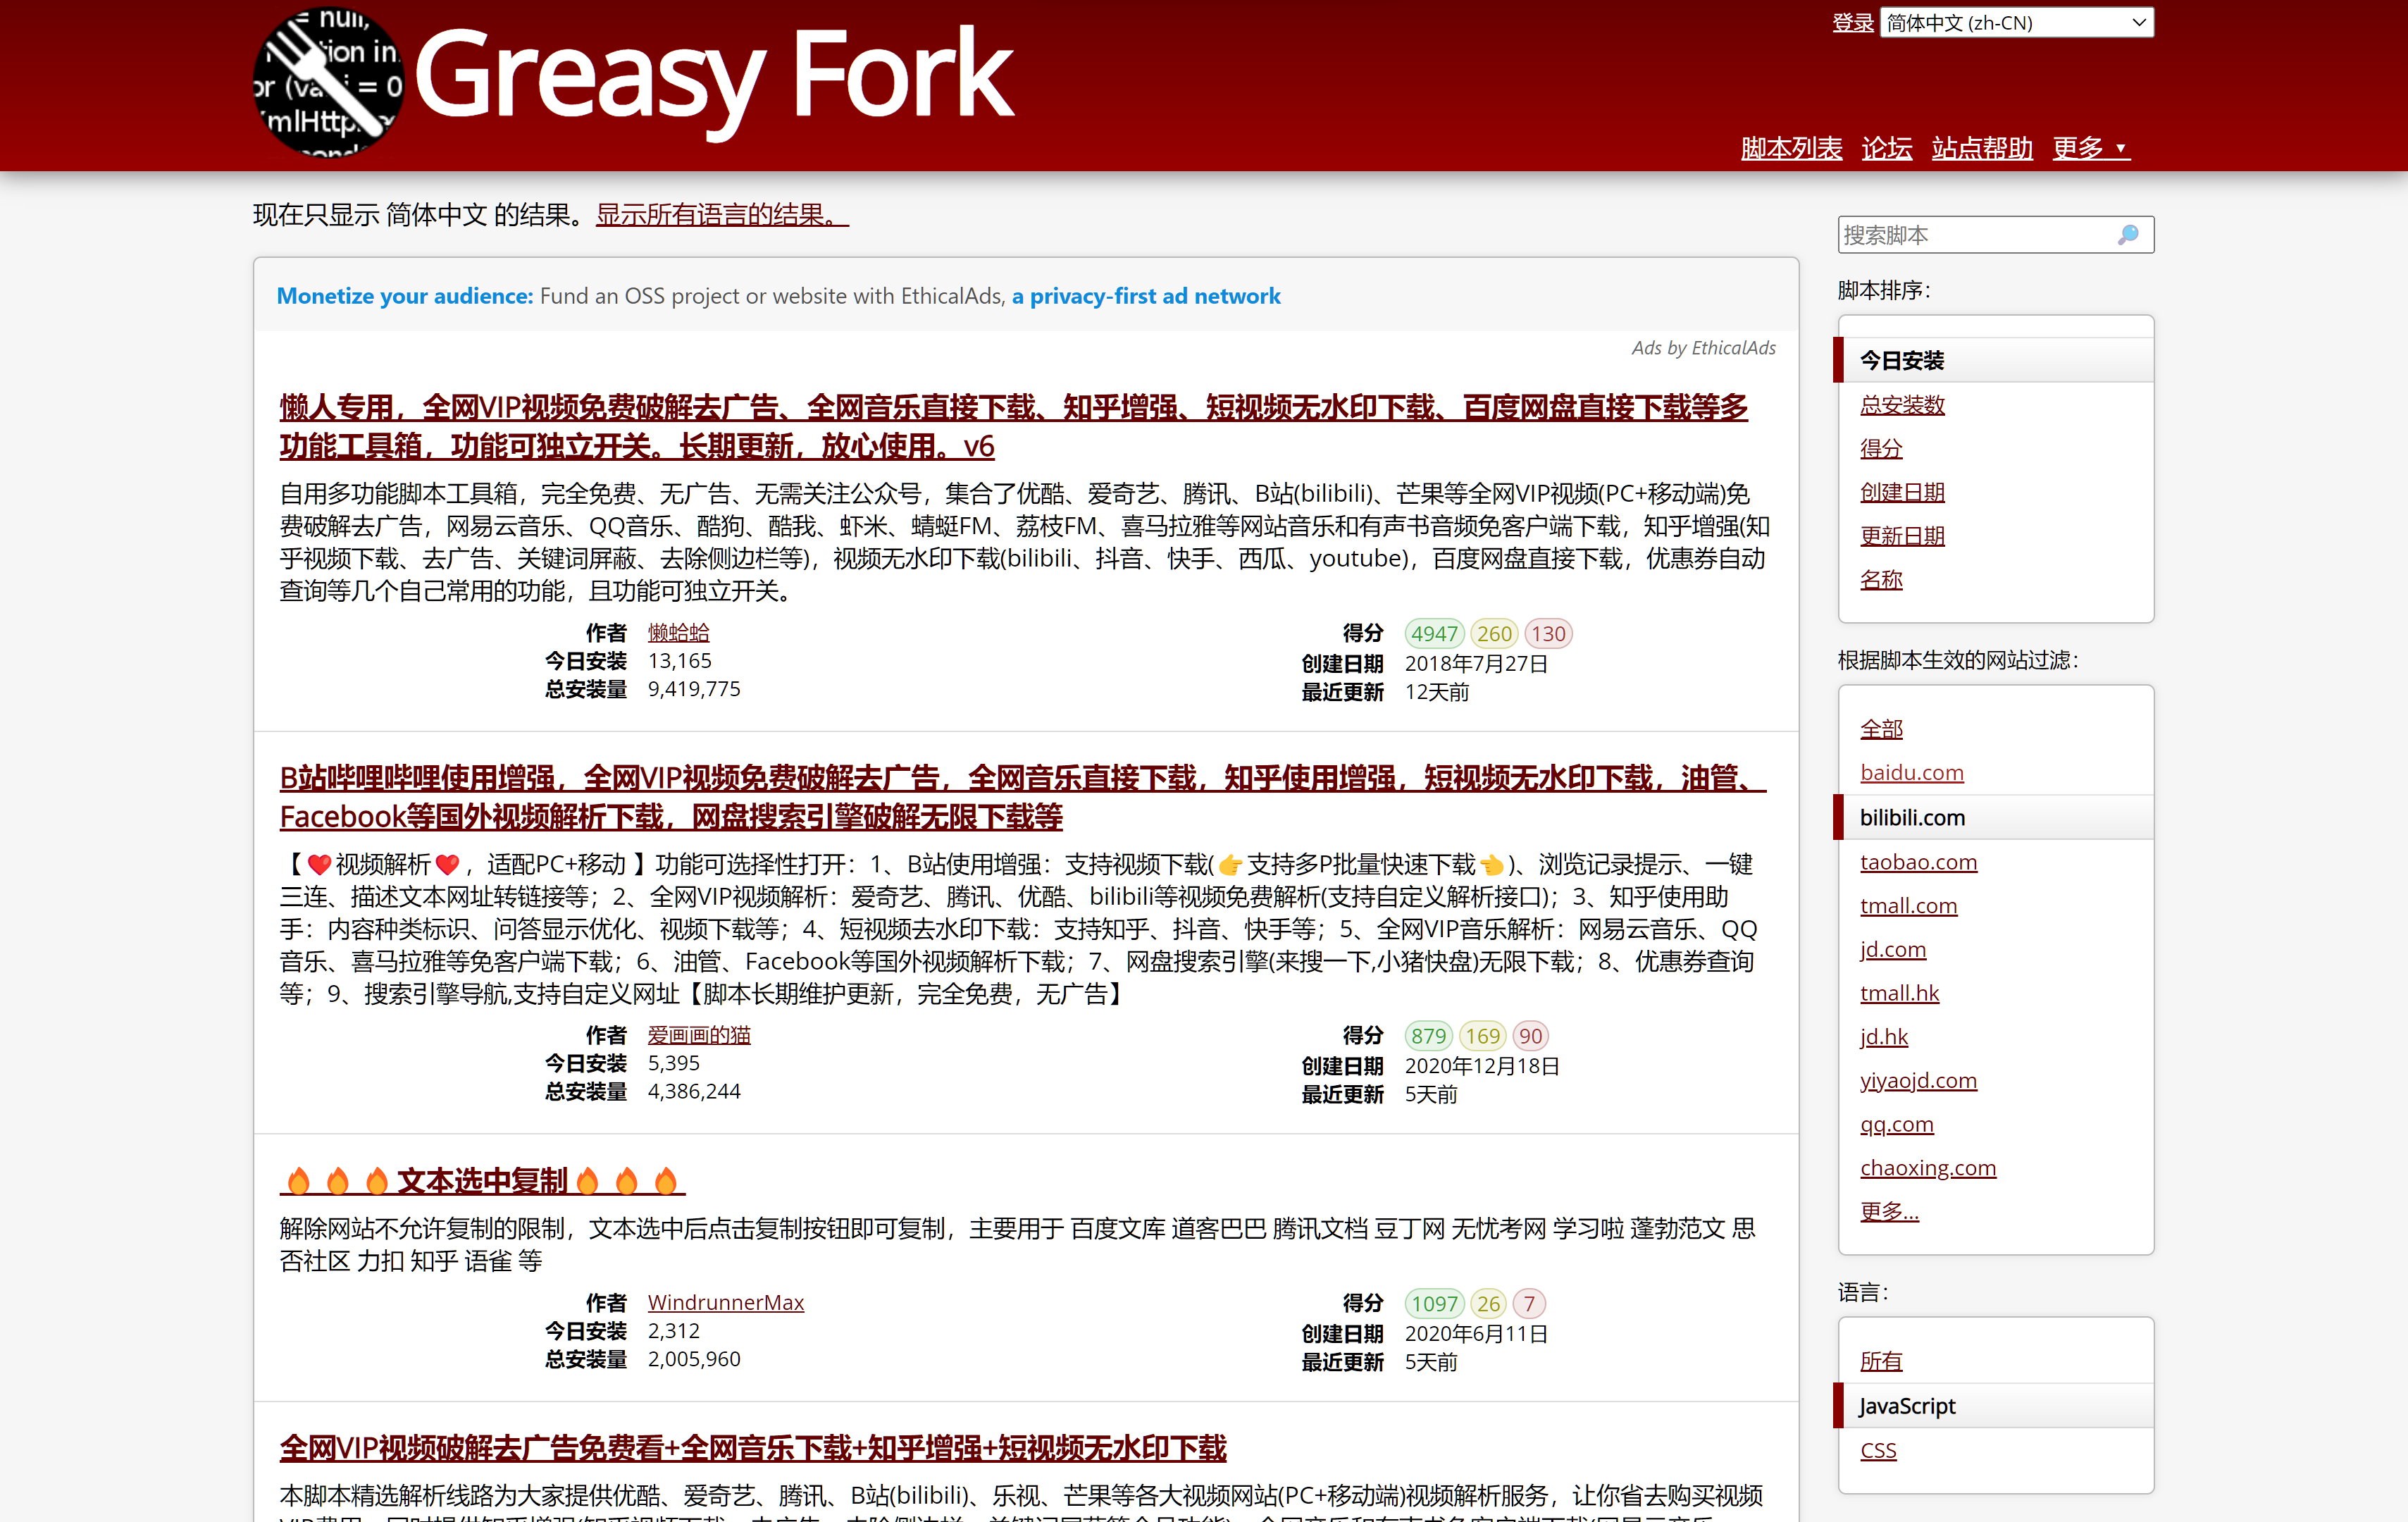 = null,
tion in
or (va i = 0
mlHttp
Greasy Fork
登录 简体中文 (zh-CN)
脚本列表 论坛 站点帮助 更多 ▼
现在只显示 简体中文 的结果。显示所有语言的结果。
Monetize your audience: Fund an OSS project or website with EthicalAds, a privacy-first ad network
Ads by EthicalAds
懒人专用，全网VIP视频免费破解去广告、全网音乐直接下载、知乎增强、短视频无水印下载、百度网盘直接下载等多
功能工具箱，功能可独立开关。长期更新，放心使用。v6
自用多功能脚本工具箱，完全免费、无广告、无需关注公众号，集合了优酷、爱奇艺、腾讯、B站(bilibili)、芒果等全网VIP视频(PC+移动端)免
费破解去广告，网易云音乐、QQ音乐、酷狗、酷我、虾米、蜻蜓FM、荔枝FM、喜马拉雅等网站音乐和有声书音频免客户端下载，知乎增强(知
乎视频下载、去广告、关键词屏蔽、去除侧边栏等)，视频无水印下载(bilibili、抖音、快手、西瓜、youtube)，百度网盘直接下载，优惠券自动
查询等几个自己常用的功能，且功能可独立开关。
作者 懒蛤蛤
今日安装 13,165
总安装量 9,419,775
得分 4947 260 130
创建日期 2018年7月27日
最近更新 12天前
B站哔哩哔哩使用增强，全网VIP视频免费破解去广告，全网音乐直接下载，知乎使用增强，短视频无水印下载，油管、
Facebook等国外视频解析下载，网盘搜索引擎破解无限下载等
【❤️视频解析❤️，适配PC+移动 】功能可选择性打开：1、B站使用增强：支持视频下载(👉支持多P批量快速下载👈)、浏览记录提示、一键
三连、描述文本网址转链接等；2、全网VIP视频解析：爱奇艺、腾讯、优酷、bilibili等视频免费解析(支持自定义解析接口)；3、知乎使用助
手：内容种类标识、问答显示优化、视频下载等；4、短视频去水印下载：支持知乎、抖音、快手等；5、全网VIP音乐解析：网易云音乐、QQ
音乐、喜马拉雅等免客户端下载；6、油管、Facebook等国外视频解析下载；7、网盘搜索引擎(来搜一下,小猪快盘)无限下载；8、优惠券查询
等；9、搜索引擎导航,支持自定义网址【脚本长期维护更新，完全免费，无广告】
作者 爱画画的猫
今日安装 5,395
总安装量 4,386,244
得分 879 169 90
创建日期 2020年12月18日
最近更新 5天前
🔥🔥🔥文本选中复制🔥🔥🔥
解除网站不允许复制的限制，文本选中后点击复制按钮即可复制，主要用于 百度文库 道客巴巴 腾讯文档 豆丁网 无忧考网 学习啦 蓬勃范文 思
否社区 力扣 知乎 语雀 等
作者 WindrunnerMax
今日安装 2,312
总安装量 2,005,960
得分 1097 26 7
创建日期 2020年6月11日
最近更新 5天前
全网VIP视频破解去广告免费看+全网音乐下载+知乎增强+短视频无水印下载
本脚本精选解析线路为大家提供优酷、爱奇艺、腾讯、B站(bilibili)、乐视、芒果等各大视频网站(PC+移动端)视频解析服务，让你省去购买视频
搜索脚本
脚本排序：
今日安装
总安装数
得分
创建日期
更新日期
名称
根据脚本生效的网站过滤：
全部
baidu.com
bilibili.com
taobao.com
tmall.com
jd.com
tmall.hk
jd.hk
yiyaojd.com
qq.com
chaoxing.com
更多...
语言：
所有
JavaScript
CSS